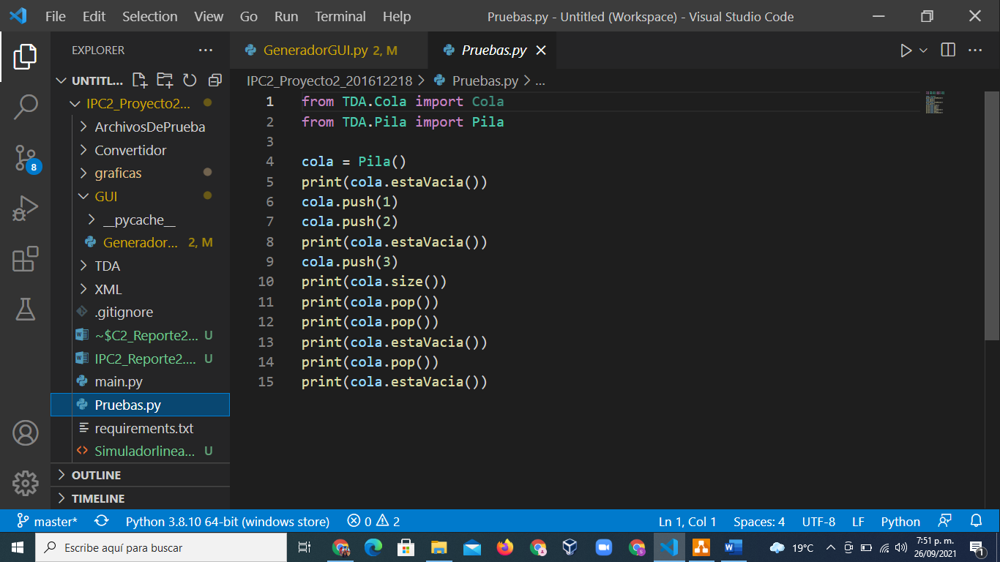 File Edit Selection View Go Run Terminal Help Pruebas.py - Untitled (Workspace) - Visual Studio Code
EXPLORER ...
GeneradorGUI.py 2, M
Pruebas.py
UNTITL...
IPC2_Proyecto2_201612218 > Pruebas.py > ...
IPC2_Proyecto2...
ArchivosDePrueba
Convertidor
graficas
GUI
__pycache__
Generador... 2, M
TDA
XML
.gitignore
~$C2_Reporte2... U
IPC2_Reporte2.... U
main.py
Pruebas.py
requirements.txt
Simuladorlinea... U
OUTLINE
TIMELINE
8
1 from TDA.Cola import Cola
2 from TDA.Pila import Pila
3
4 cola = Pila()
5 print(cola.estaVacia())
6 cola.push(1)
7 cola.push(2)
8 print(cola.estaVacia())
9 cola.push(3)
10 print(cola.size())
11 print(cola.pop())
12 print(cola.pop())
13 print(cola.estaVacia())
14 print(cola.pop())
15 print(cola.estaVacia())
master* Python 3.8.10 64-bit (windows store) 0 2 Ln 1, Col 1 Spaces: 4 UTF-8 LF Python
Escribe aquí para buscar
19°C
7:51 p. m.
26/09/2021
1